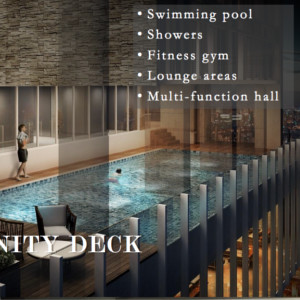 • Swimming pool
• Showers
• Fitness gym
• Lounge areas
• Multi-function hall
NITY DECK